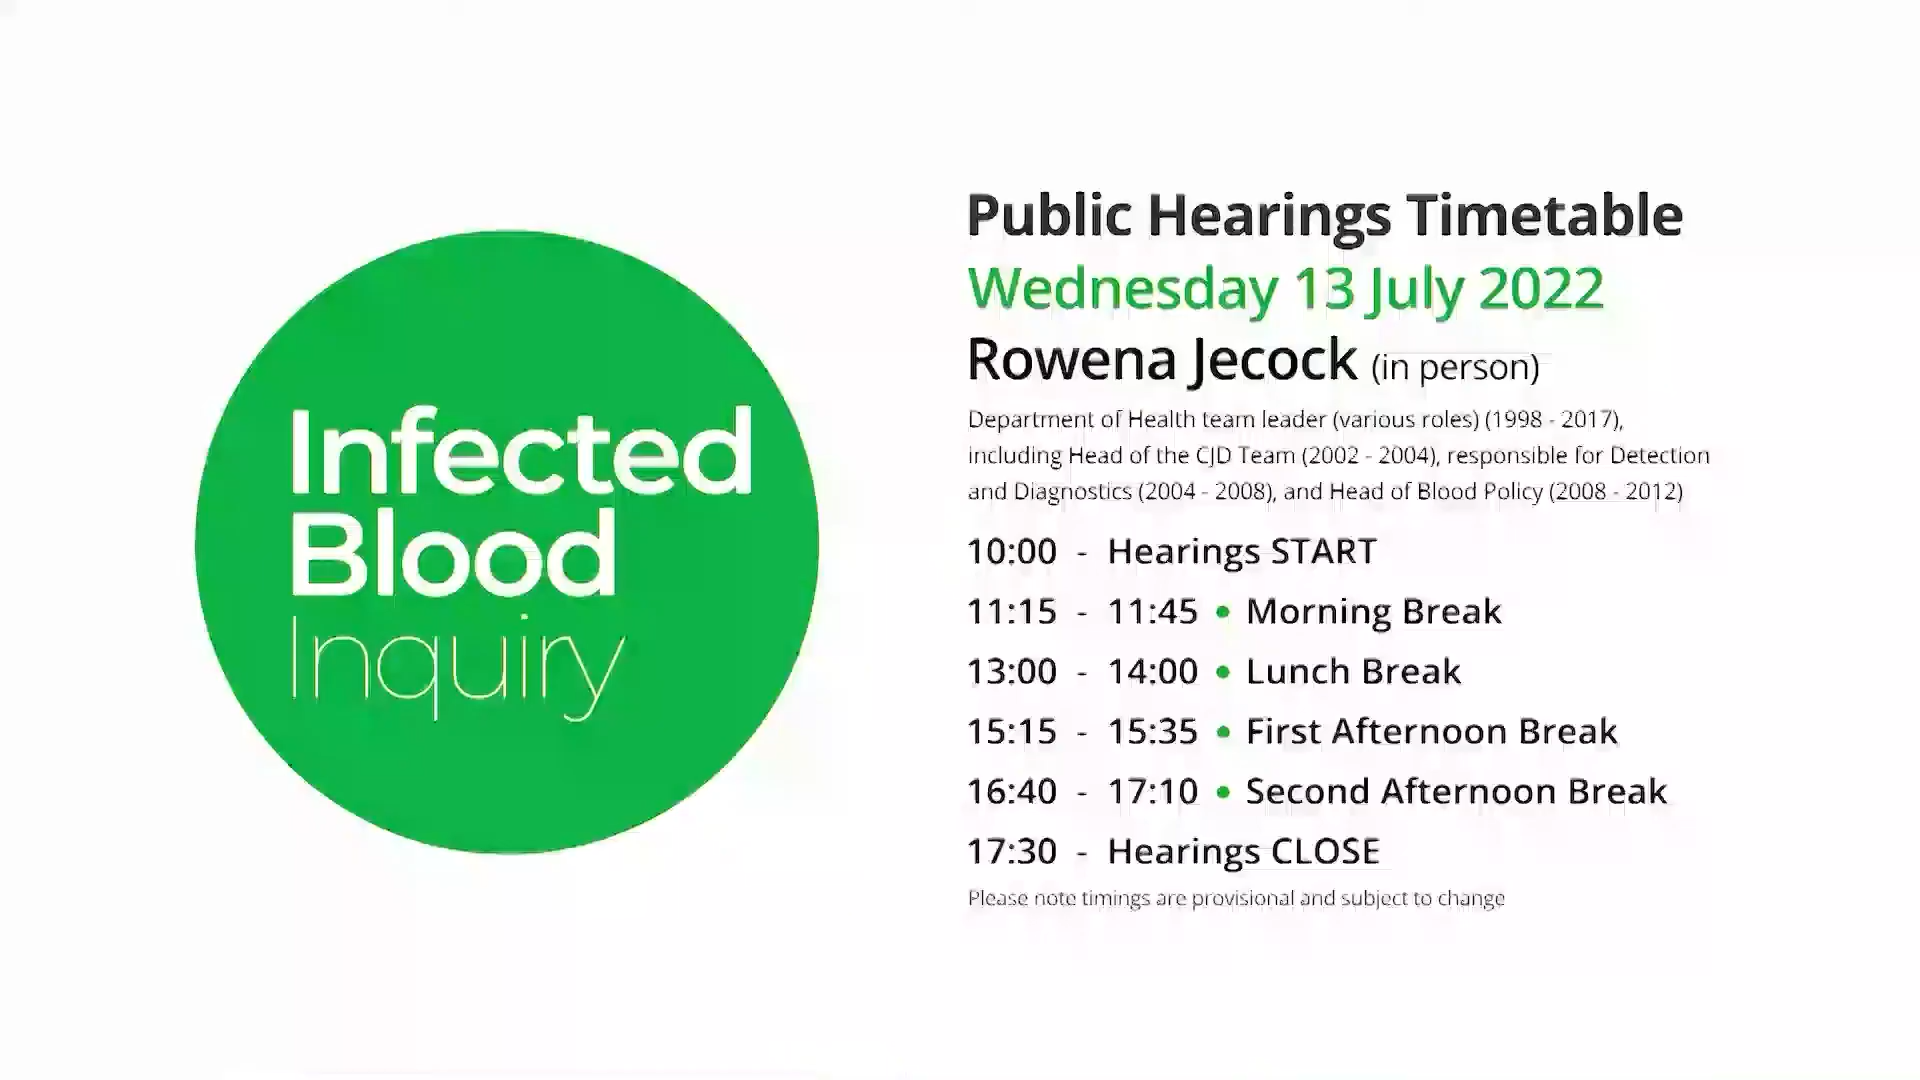 Infected
Blood
Inquiry
Public Hearings Timetable
Wednesday 13 July 2022
Rowena Jecock (in person)
Department of Health team leader (various roles) (1998 - 2017),
including Head of the CJD Team (2002 - 2004), responsible for Detection
and Diagnostics (2004 - 2008), and Head of Blood Policy (2008 - 2012)
10:00 - Hearings START
11:15 - 11:45 • Morning Break
13:00 - 14:00 • Lunch Break
15:15 - 15:35 • First Afternoon Break
16:40 - 17:10 • Second Afternoon Break
17:30 - Hearings CLOSE
Please note timings are provisional and subject to change